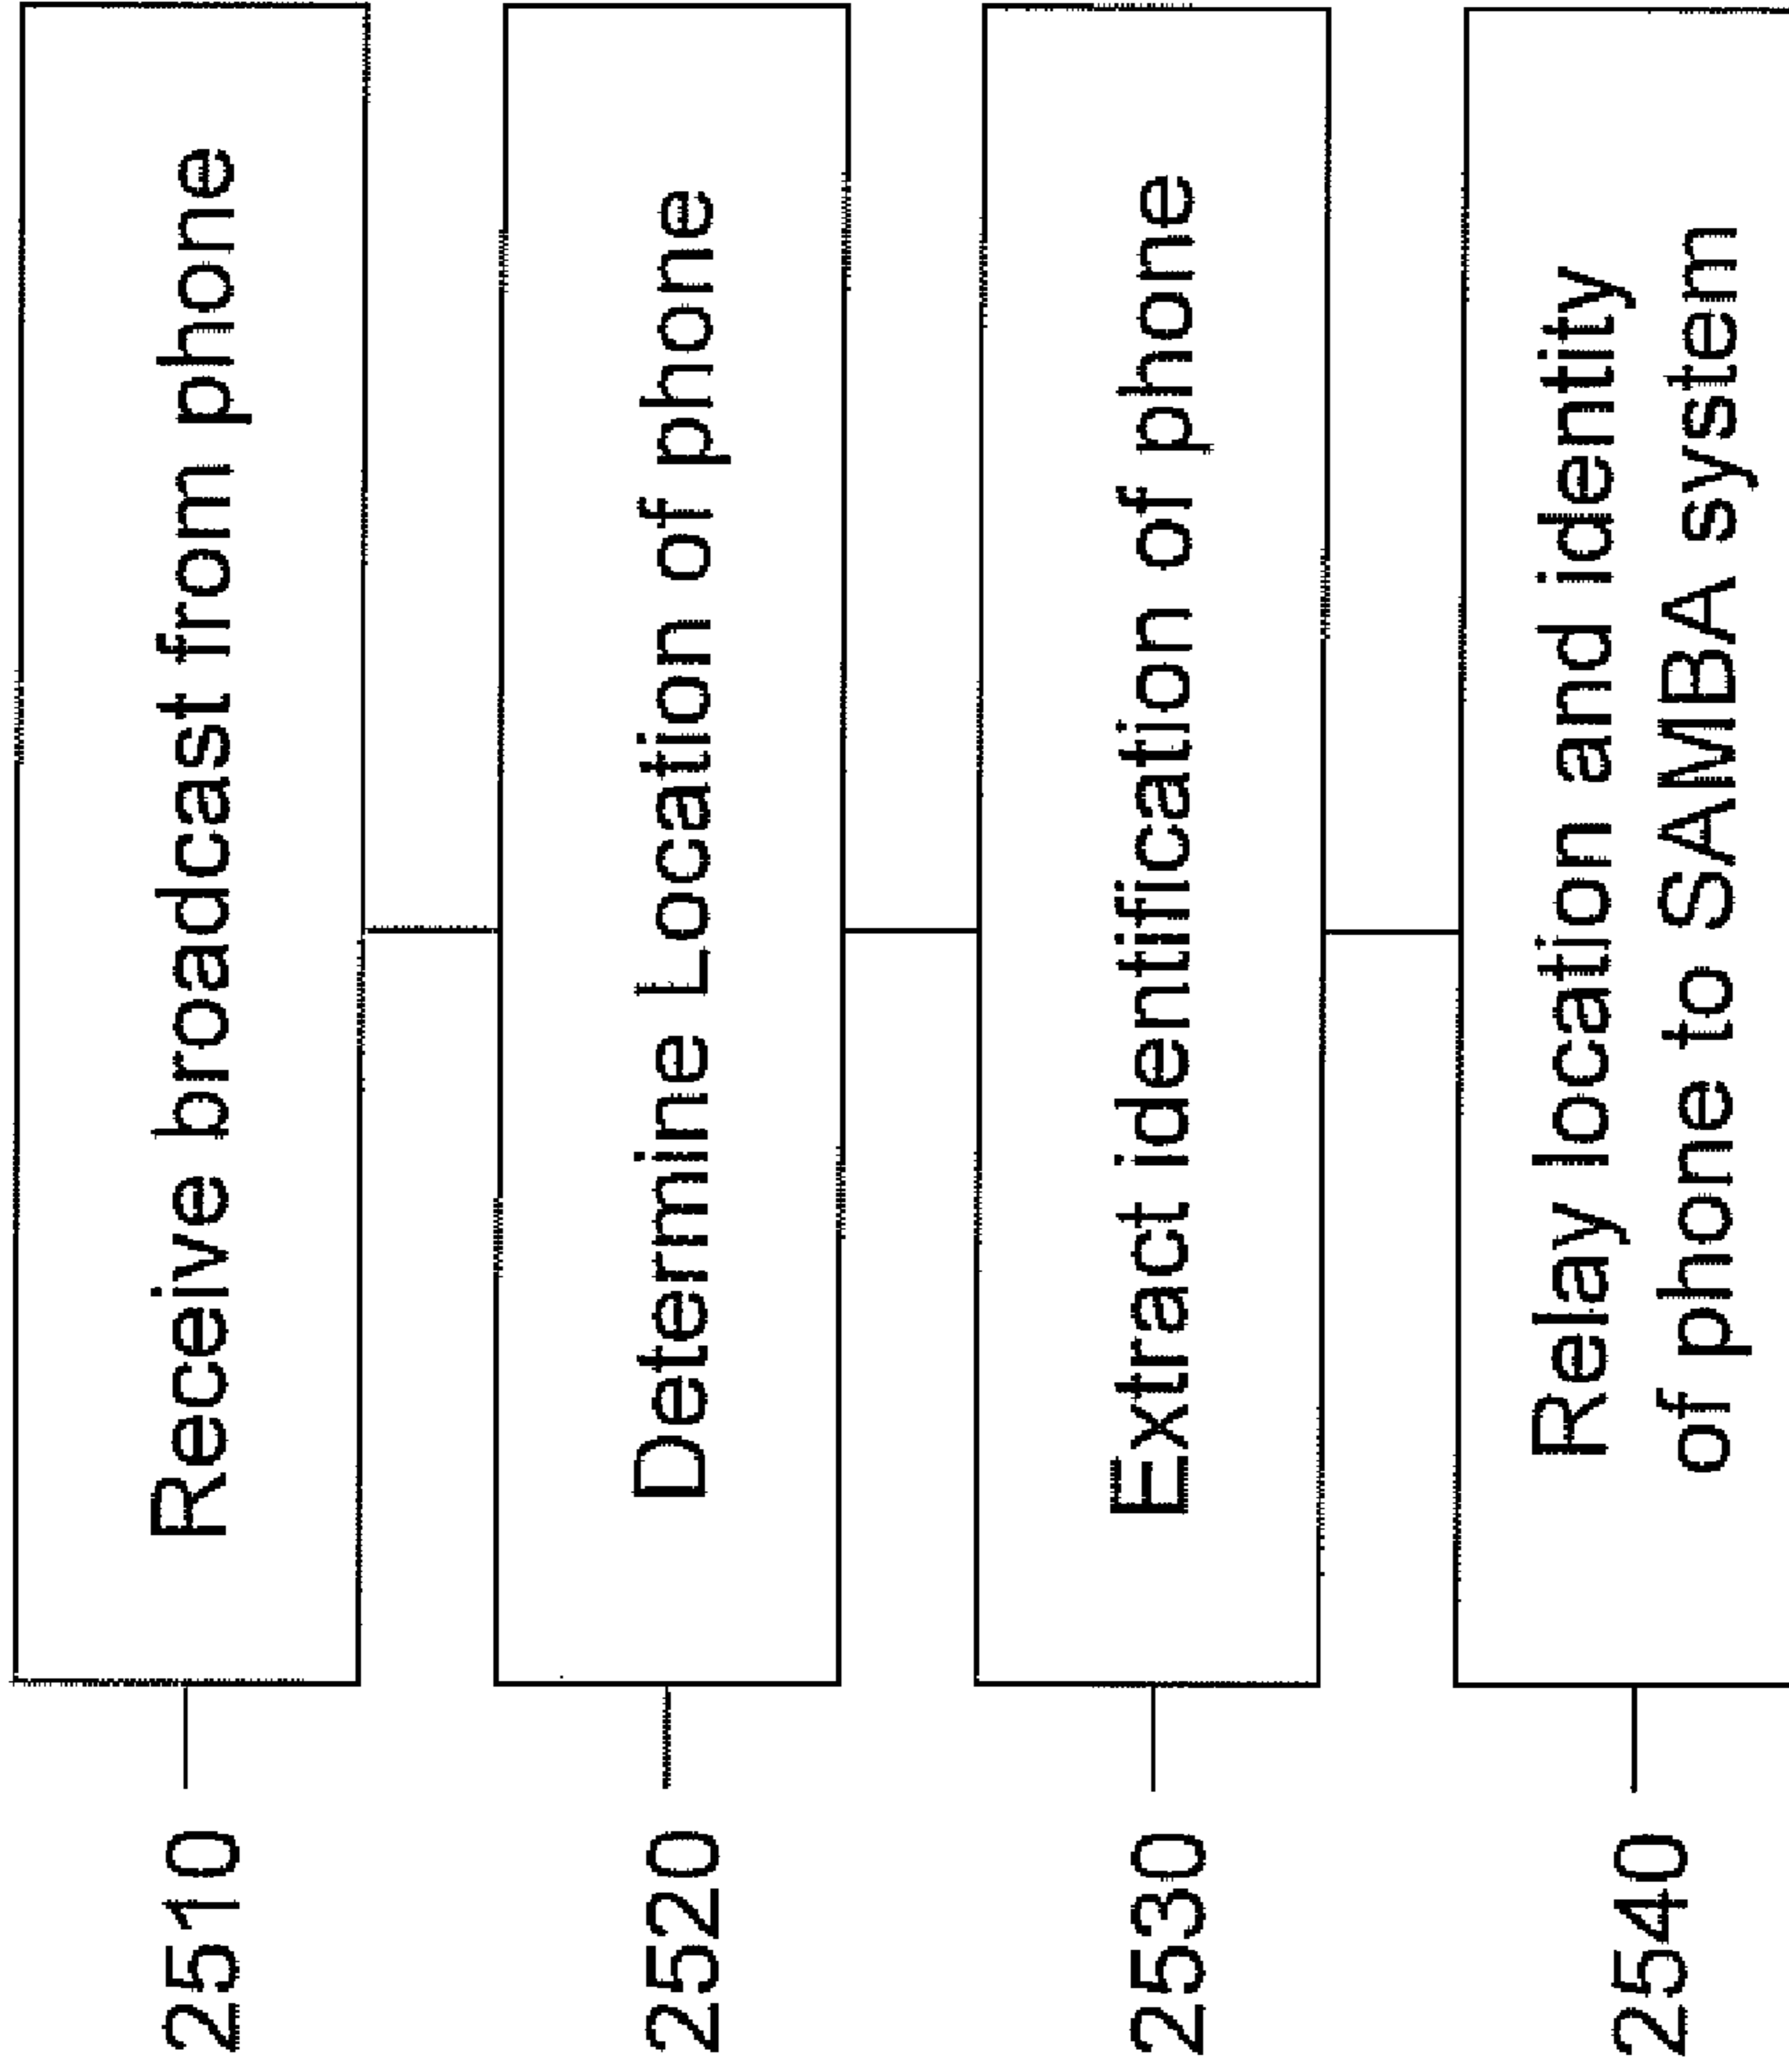 2510 Receive broadcast from phone
2520 Determine Location of phone
2530 Extract identification of phone
2540 Relay location and identity
of phone to SAMBA system